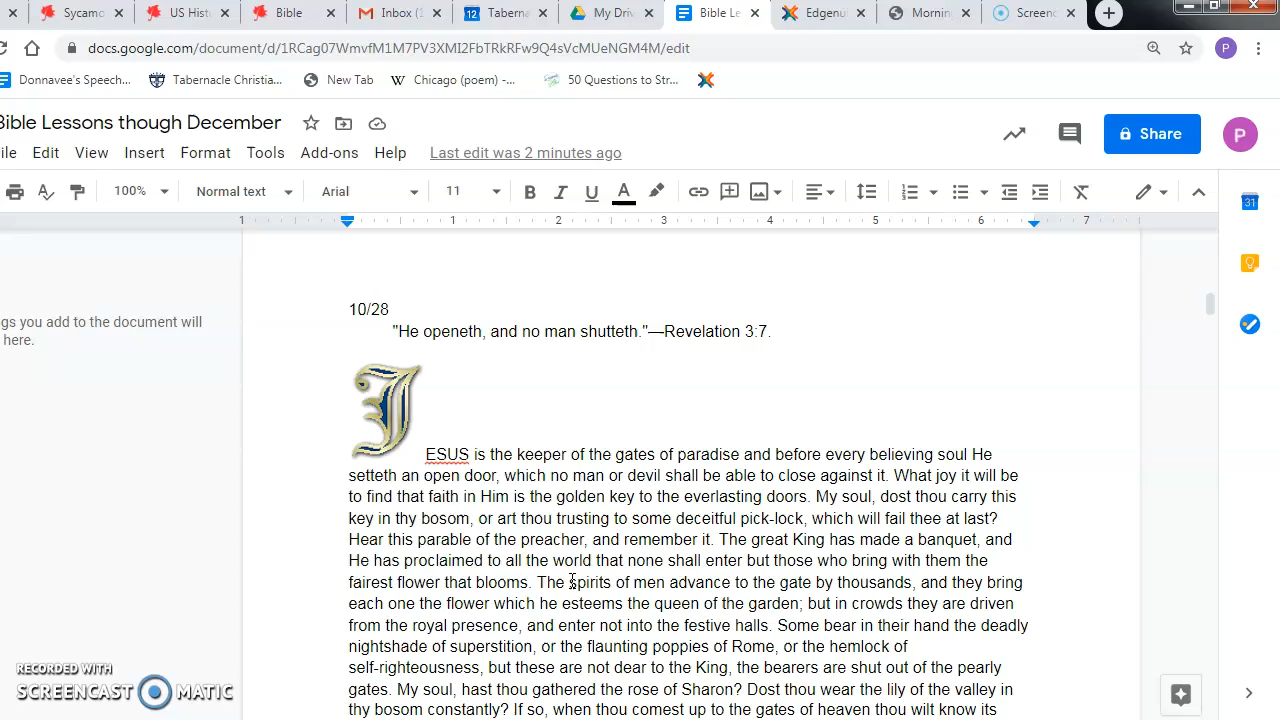 Sycamo
US Hist
Bible
Inbox (1
12 Taberna
My Driv
Bible Le
Edgenu
Morning
Screenc
docs.google.com/document/d/1RCag07WmvfM1M7PV3XMI2FbTRkRFw9Q4sVcMUeNGM4M/edit
P
Donnavee's Speech...
Tabernacle Christia...
New Tab
W Chicago (poem) -...
50 Questions to Str...
Bible Lessons though December
ile Edit View Insert Format Tools Add-ons Help Last edit was 2 minutes ago
Share
P
100% Normal text Arial 11 B I U A
31
1 1 2 3 4 5 6 7
gs you add to the document will
here.
10/28
"He openeth, and no man shutteth."—Revelation 3:7.
J
ESUS is the keeper of the gates of paradise and before every believing soul He
setteth an open door, which no man or devil shall be able to close against it. What joy it will be
to find that faith in Him is the golden key to the everlasting doors. My soul, dost thou carry this
key in thy bosom, or art thou trusting to some deceitful pick-lock, which will fail thee at last?
Hear this parable of the preacher, and remember it. The great King has made a banquet, and
He has proclaimed to all the world that none shall enter but those who bring with them the
fairest flower that blooms. The spirits of men advance to the gate by thousands, and they bring
each one the flower which he esteems the queen of the garden; but in crowds they are driven
from the royal presence, and enter not into the festive halls. Some bear in their hand the deadly
nightshade of superstition, or the flaunting poppies of Rome, or the hemlock of
self-righteousness, but these are not dear to the King, the bearers are shut out of the pearly
gates. My soul, hast thou gathered the rose of Sharon? Dost thou wear the lily of the valley in
thy bosom constantly? If so, when thou comest up to the gates of heaven thou wilt know its
RECORDED WITH
SCREENCAST MATIC